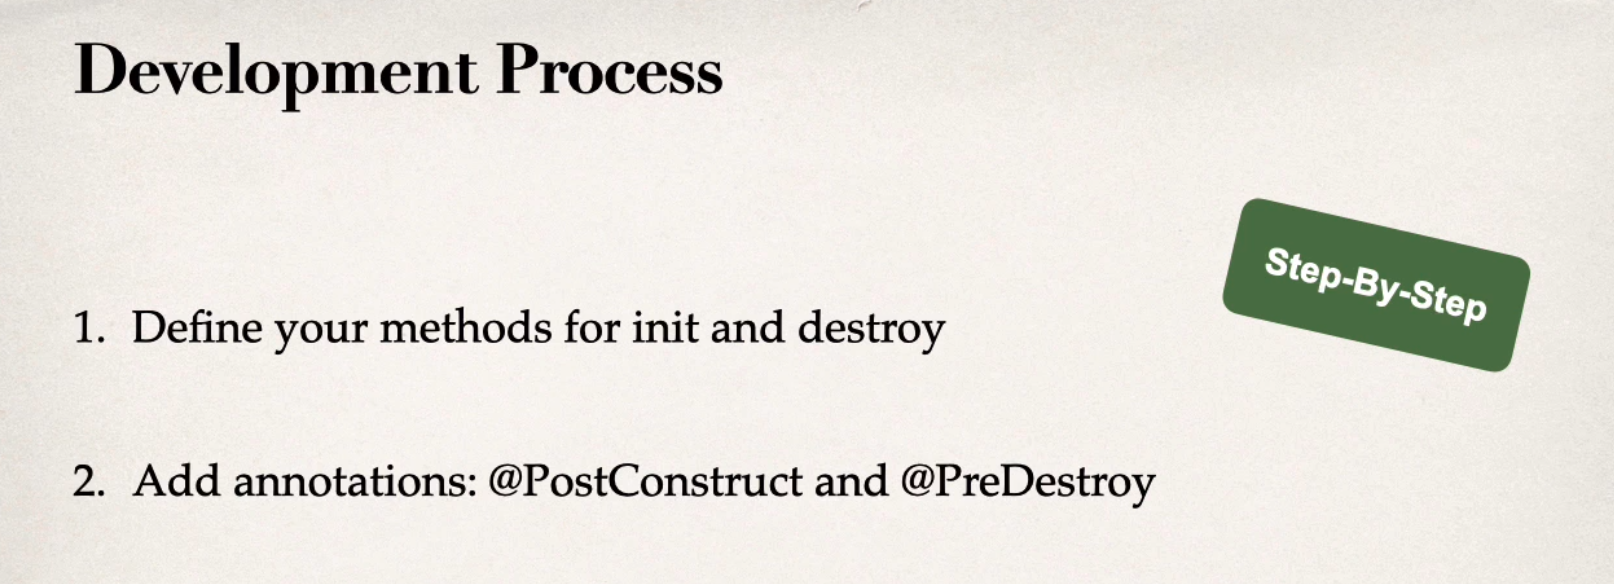 Development Process
Step-By-Step
1. Define your methods for init and destroy
2. Add annotations: @PostConstruct and @PreDestroy